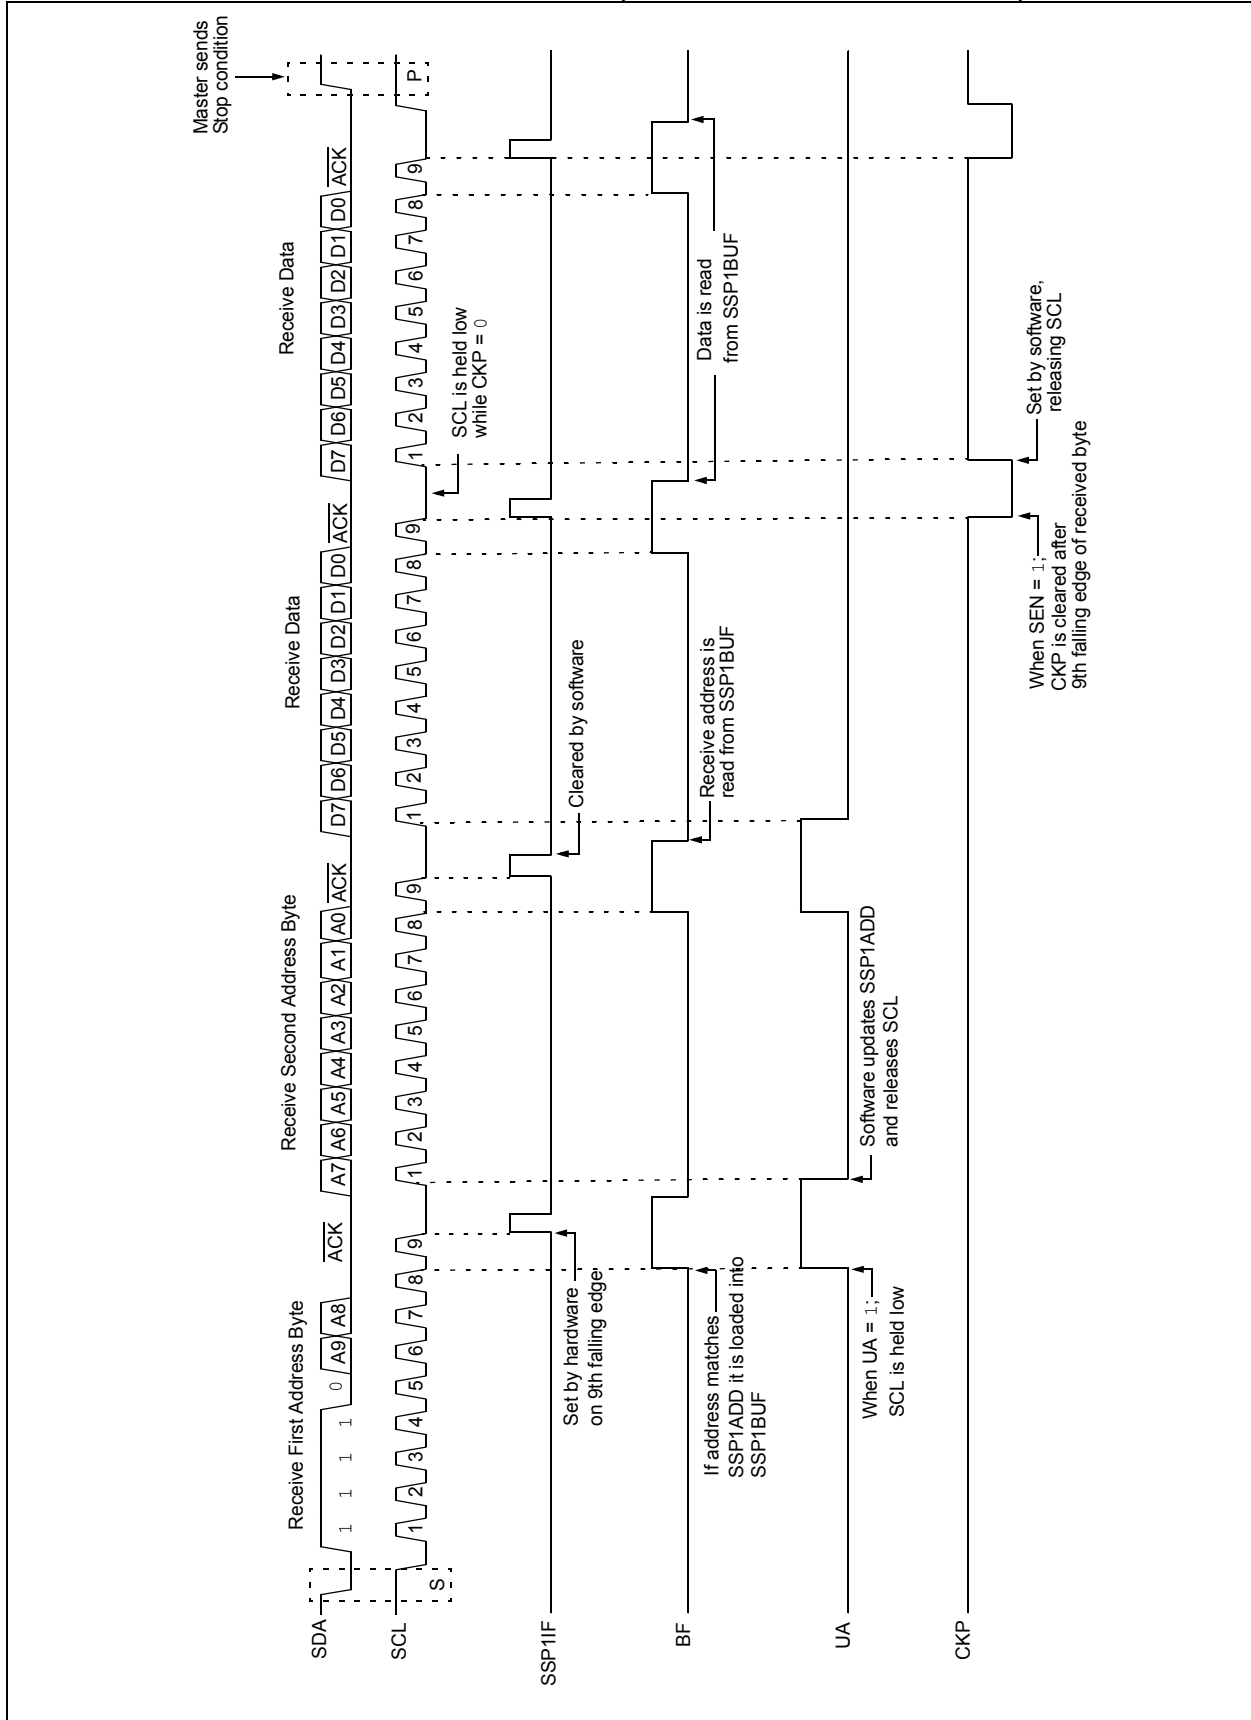 Master sends
Stop condition
Receive First Address Byte
Receive Second Address Byte
Receive Data
Receive Data
SDA
1 1 1 1 0 A9 A8 ACK A7 A6 A5 A4 A3 A2 A1 A0 ACK D7 D6 D5 D4 D3 D2 D1 D0 ACK D7 D6 D5 D4 D3 D2 D1 D0 ACK
SCL
S 1 2 3 4 5 6 7 8 9 1 2 3 4 5 6 7 8 9 1 2 3 4 5 6 7 8 9 1 2 3 4 5 6 7 8 9 P
SCL is held low
while CKP = 0
SSP1IF
Set by hardware
on 9th falling edge
Cleared by software
BF
If address matches
SSP1ADD it is loaded into
SSP1BUF
Receive address is
read from SSP1BUF
Data is read
from SSP1BUF
UA
When UA = 1;
SCL is held low
Software updates SSP1ADD
and releases SCL
CKP
When SEN = 1;
CKP is cleared after
9th falling edge of received byte
Set by software,
releasing SCL